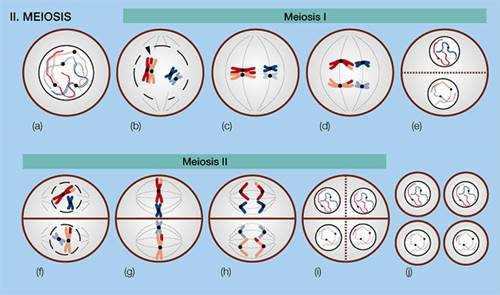 II. MEIOSIS
Meiosis I
(a)
(b)
(c)
(d)
(e)
Meiosis II
(f)
(g)
(h)
(i)
(j)